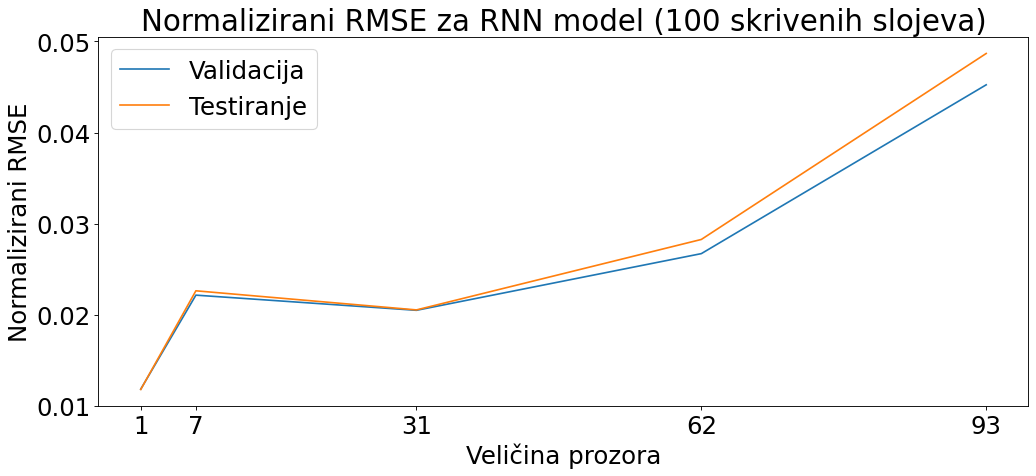 Normalizirani RMSE za RNN model (100 skrivenih slojeva)
Validacija
Testiranje
Normalizirani RMSE
0.05
0.04
0.03
0.02
0.01
1 7 31 62 93
Veličina prozora